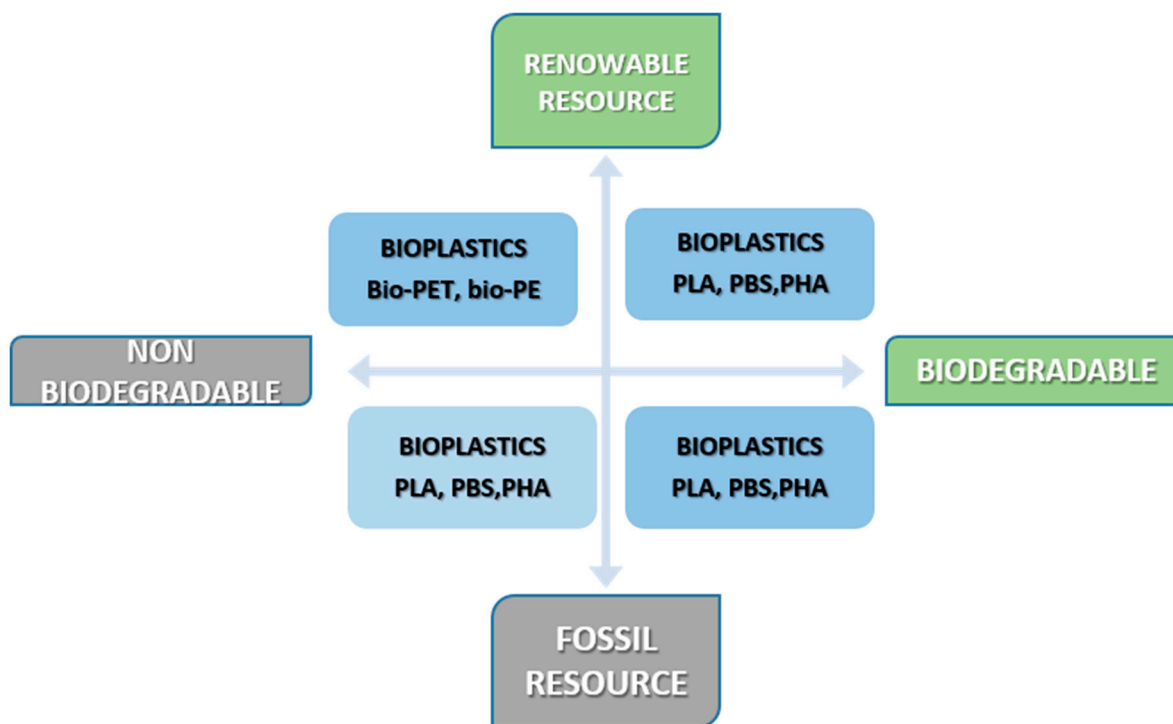 RENOWABLE
RESOURCE
BIOPLASTICS
Bio-PET, bio-PE
BIOPLASTICS
PLA, PBS,PHA
NON
BIODEGRADABLE
BIODEGRADABLE
BIOPLASTICS
PLA, PBS,PHA
BIOPLASTICS
PLA, PBS,PHA
FOSSIL
RESOURCE